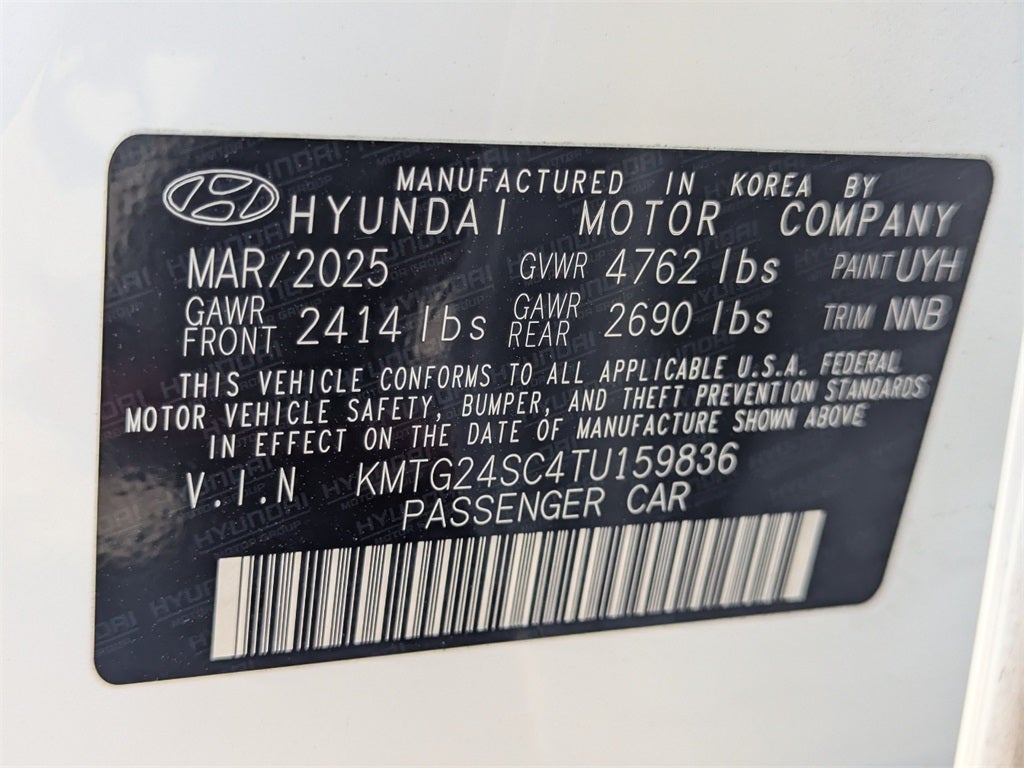 MANUFACTURED IN KOREA BY
HYUNDAI MOTOR COMPANY
MAR/2025 GVWR 4762 lbs PAINT UYH
GAWR FRONT 2414 lbs GAWR REAR 2690 lbs TRIM NNB
THIS VEHICLE CONFORMS TO ALL APPLICABLE U.S.A. FEDERAL
MOTOR VEHICLE SAFETY, BUMPER, AND THEFT PREVENTION STANDARDS
IN EFFECT ON THE DATE OF MANUFACTURE SHOWN ABOVE
V.I.N KMTG24SC4TU159836
PASSENGER CAR